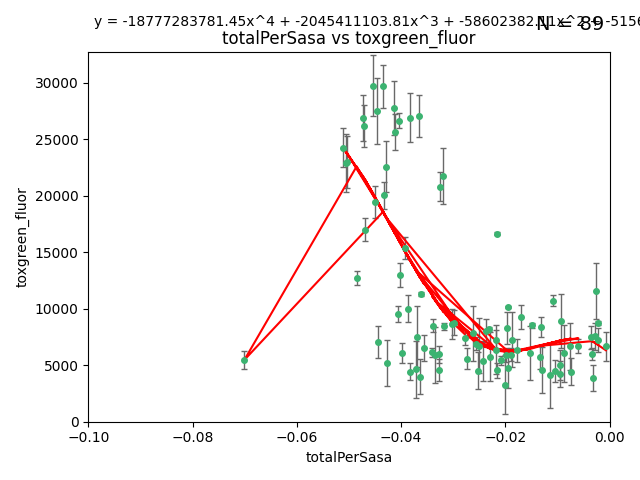 y = -18777283781.45x^4 + -2045411103.81x^3 +
N = 89
totalPerSasa vs toxgreen_fluor
30000
25000
20000
15000
10000
5000
0
toxgreen_fluor
−0.10 −0.08 −0.06 −0.04 −0.02 0.00
totalPerSasa